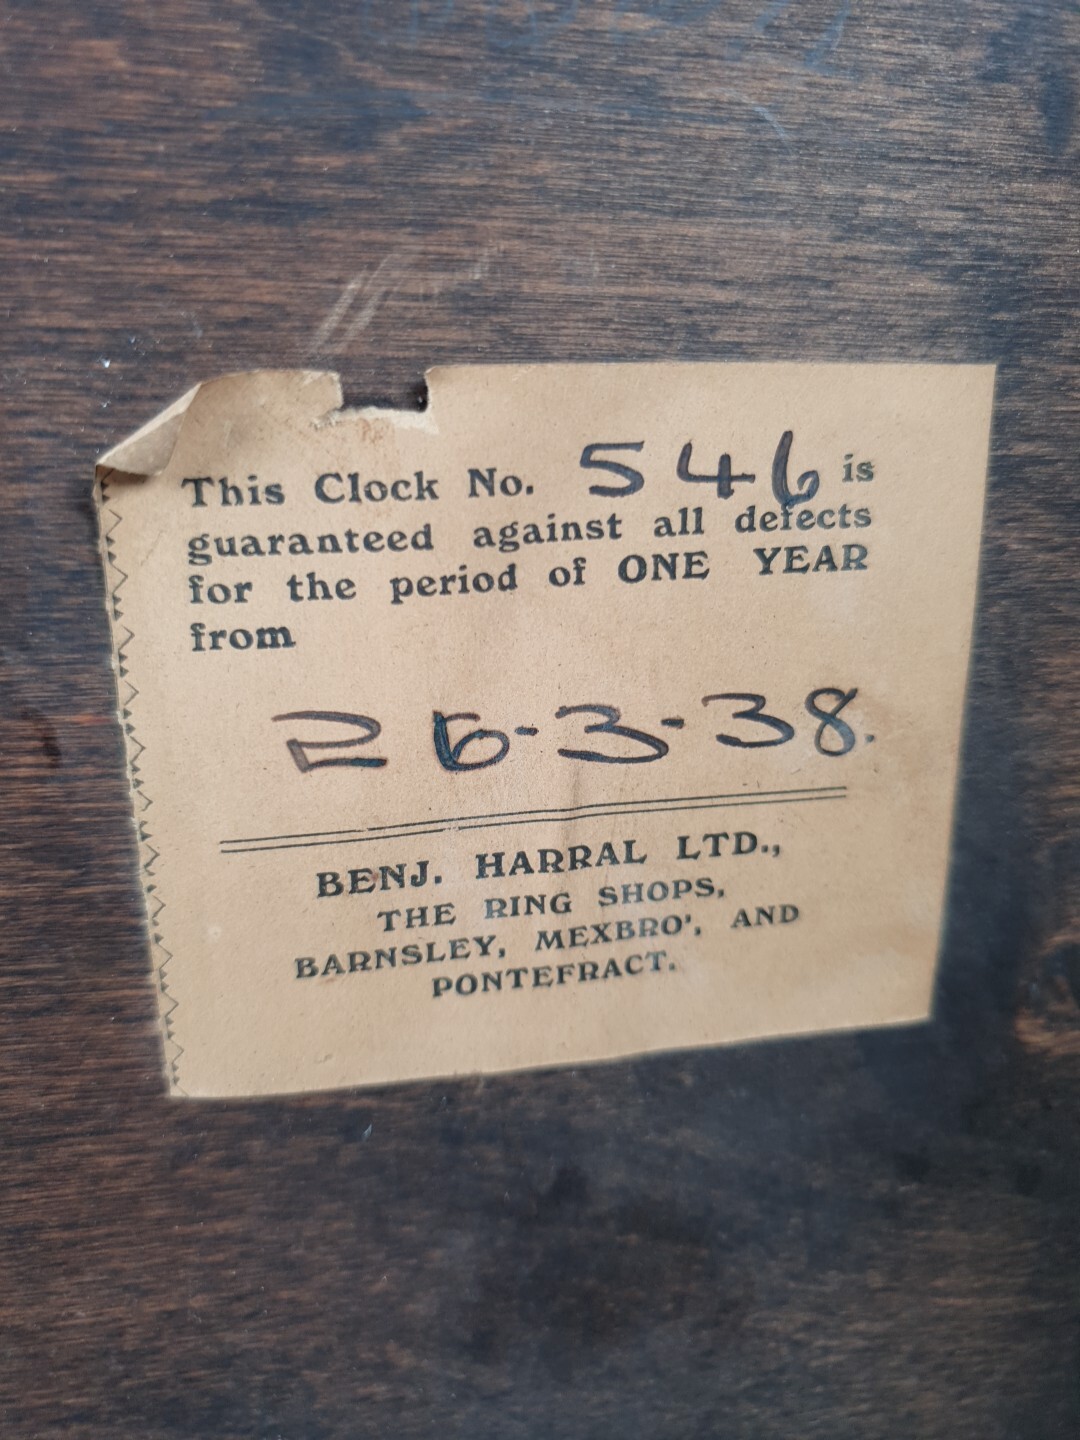 This Clock No. 546 is
guaranteed against all defects
for the period of ONE YEAR
from
26-3-38.
BENJ. HARRAL LTD.,
THE RING SHOPS,
BARNSLEY, MEXBRO', AND
PONTEFRACT.